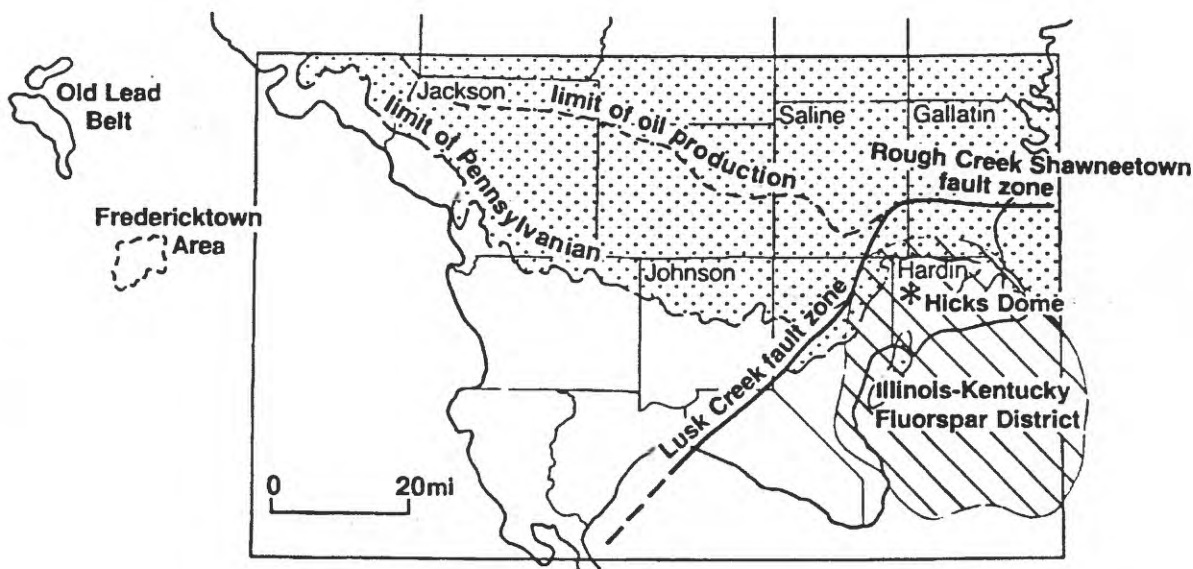 Old Lead
Belt
Jackson
limit of oil production
Saline
Gallatin
limit of Pennsylvanian
Rough Creek Shawneetown
fault zone
Fredericktown
Area
Johnson
Hardin
Hicks Dome
Lusk Creek fault zone
Illinois-Kentucky
Fluorspar District
0 20mi